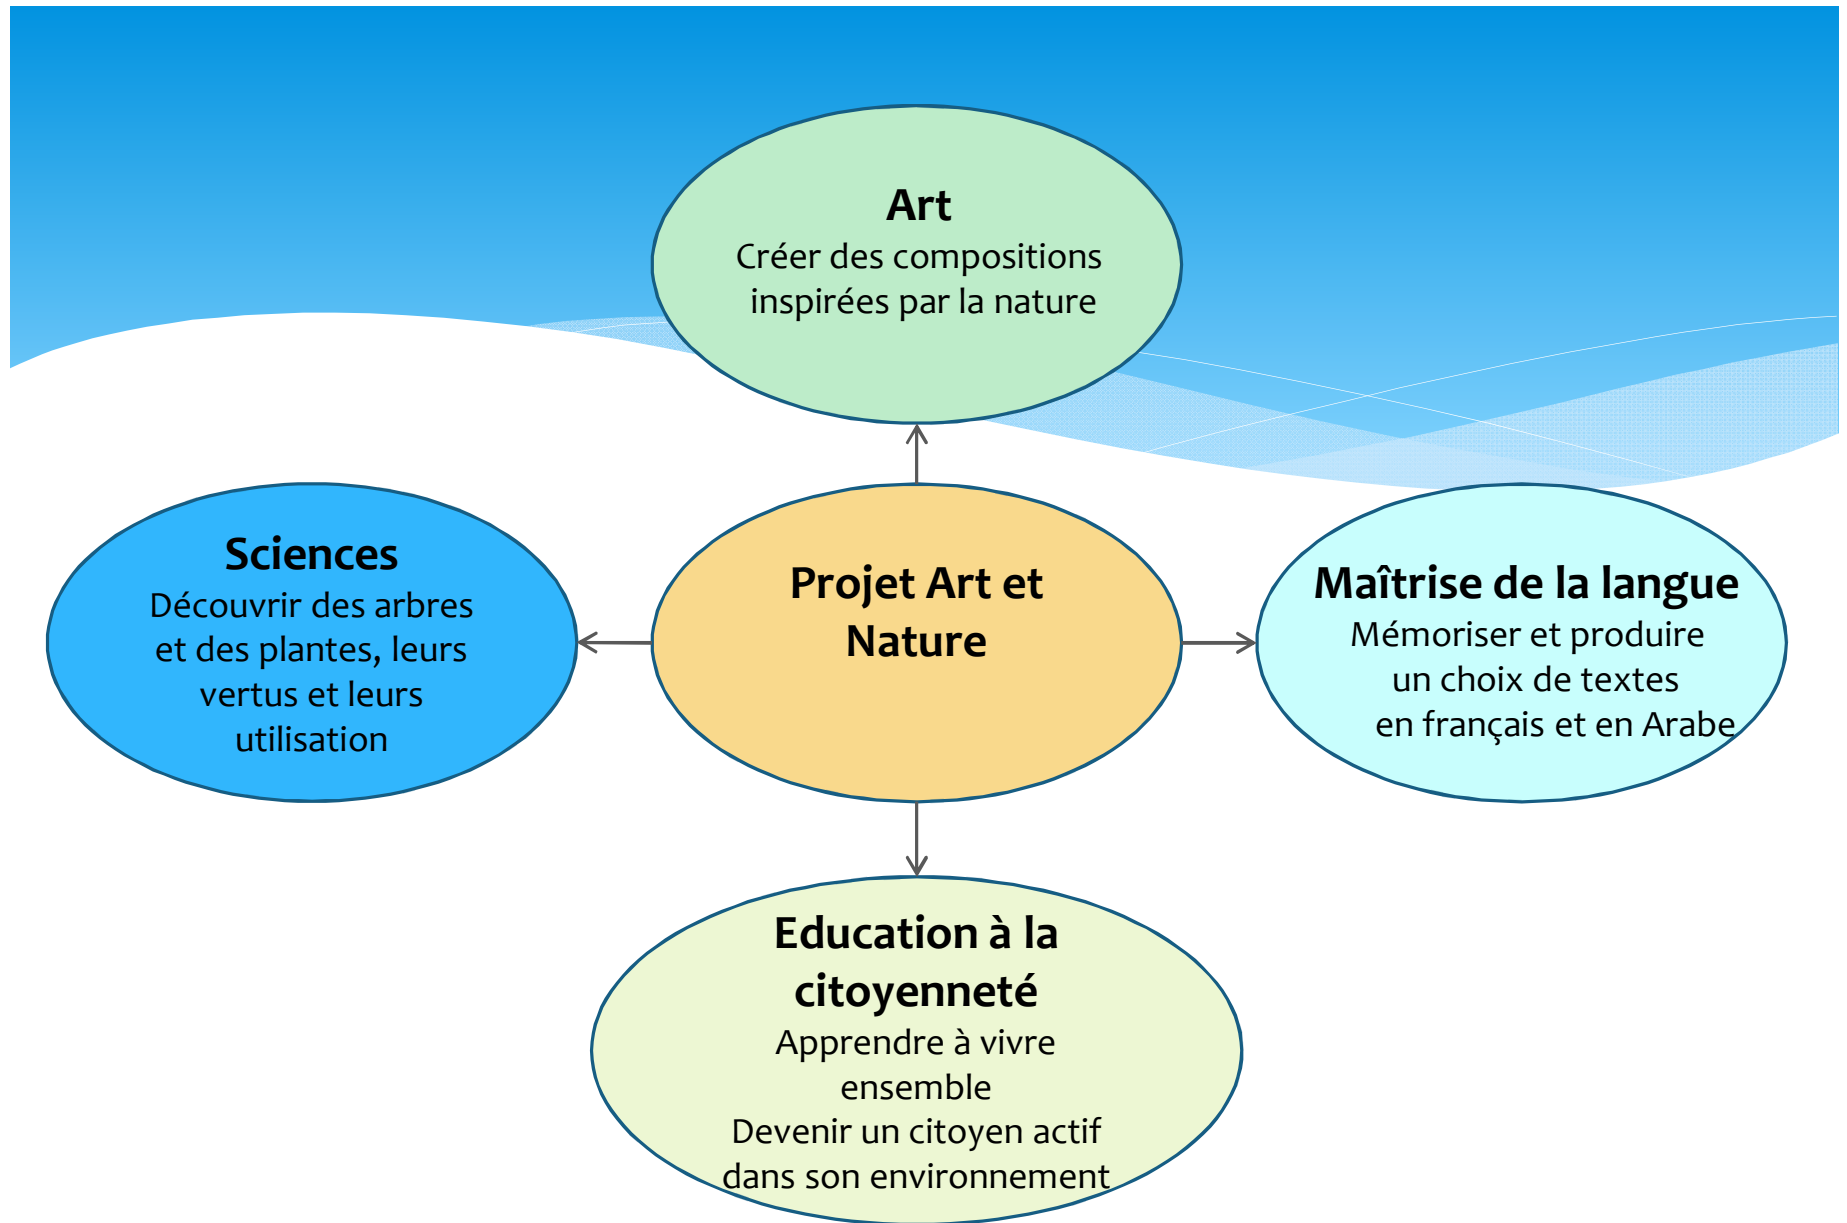 Art
Créer des compositions
inspirées par la nature
Sciences
Découvrir des arbres
et des plantes, leurs
vertus et leurs
utilisation
Projet Art et
Nature
Maîtrise de la langue
Mémoriser et produire
un choix de textes
en français et en Arabe
Education à la
citoyenneté
Apprendre à vivre
ensemble
Devenir un citoyen actif
dans son environnement